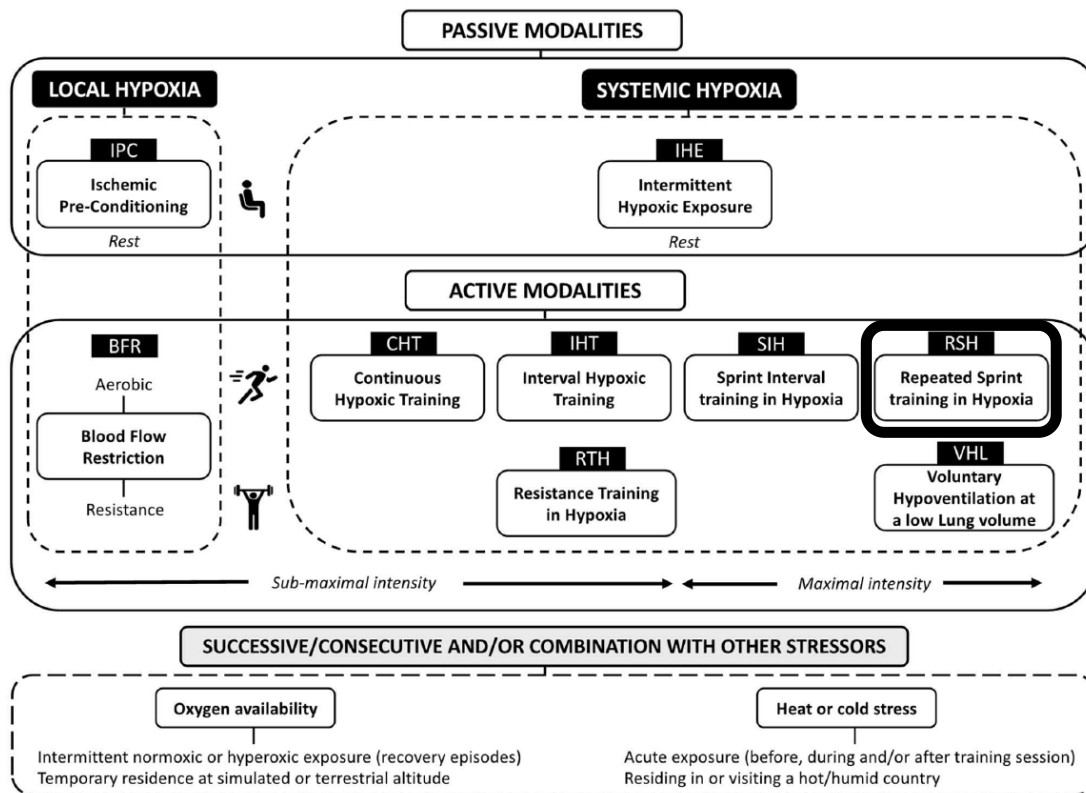 PASSIVE MODALITIES
LOCAL HYPOXIA
SYSTEMIC HYPOXIA
IPC
Ischemic
Pre-Conditioning
Rest
IHE
Intermittent
Hypoxic Exposure
Rest
ACTIVE MODALITIES
BFR
Aerobic
Blood Flow
Restriction
Resistance
CHT
Continuous
Hypoxic Training
IHT
Interval Hypoxic
Training
SIH
Sprint Interval
training in Hypoxia
RSH
Repeated Sprint
training in Hypoxia
RTH
Resistance Training
in Hypoxia
VHL
Voluntary
Hypoventilation at
a low Lung volume
Sub-maximal intensity
Maximal intensity
SUCCESSIVE/CONSECUTIVE AND/OR COMBINATION WITH OTHER STRESSORS
Oxygen availability
Intermittent normoxic or hyperoxic exposure (recovery episodes)
Temporary residence at simulated or terrestrial altitude
Heat or cold stress
Acute exposure (before, during and/or after training session)
Residing in or visiting a hot/humid country